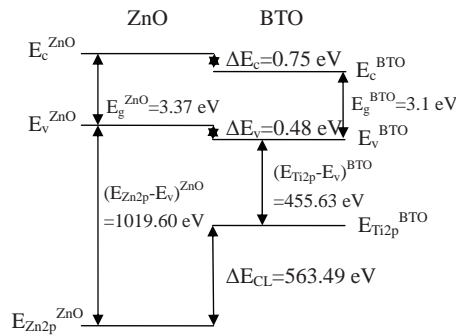 ZnO BTO
E_c^ZnO
ΔE_c=0.75 eV
E_c^BTO
E_g^ZnO=3.37 eV
E_g^BTO=3.1 eV
E_v^ZnO
ΔE_v=0.48 eV
E_v^BTO
(E_Zn2p-E_v)^ZnO
=1019.60 eV
(E_Ti2p-E_v)^BTO
=455.63 eV
E_Ti2p^BTO
ΔE_CL=563.49 eV
E_Zn2p^ZnO